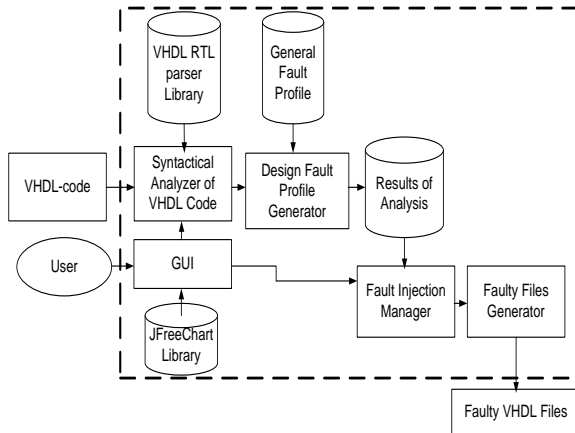 VHDL RTL
parser
Library
General
Fault
Profile
VHDL-code
Syntactical
Analyzer of
VHDL Code
Design Fault
Profile
Generator
Results of
Analysis
User
GUI
Fault Injection
Manager
Faulty Files
Generator
JFreeChart
Library
Faulty VHDL Files